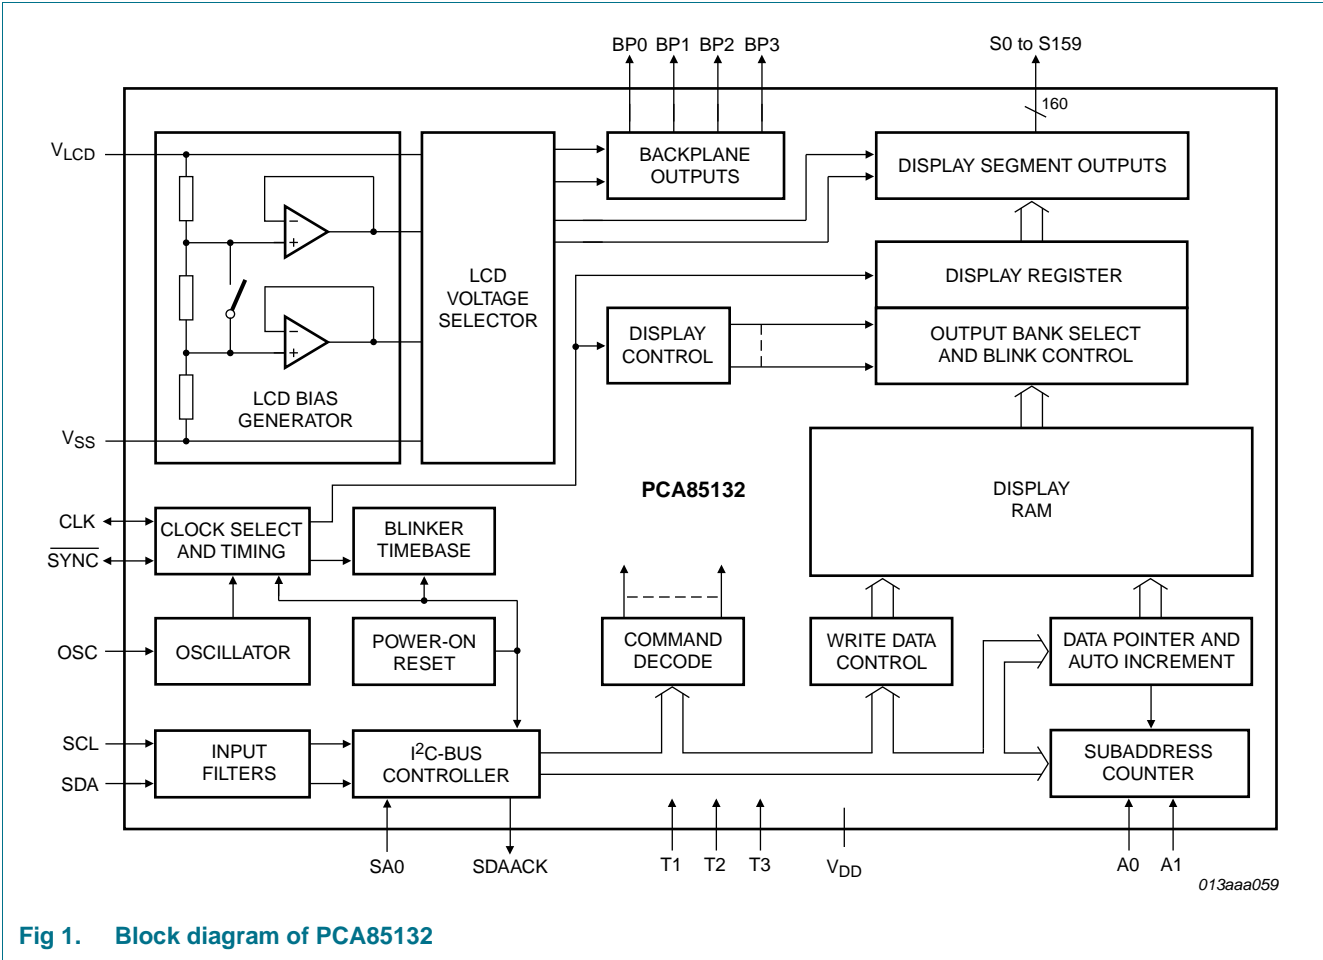 BP0 BP1 BP2 BP3
S0 to S159
160
VLCD
BACKPLANE
OUTPUTS
DISPLAY SEGMENT OUTPUTS
−
+
LCD
VOLTAGE
SELECTOR
DISPLAY REGISTER
−
+
DISPLAY
CONTROL
OUTPUT BANK SELECT
AND BLINK CONTROL
LCD BIAS
GENERATOR
VSS
PCA85132
DISPLAY
RAM
CLK
SYNC
CLOCK SELECT
AND TIMING
BLINKER
TIMEBASE
OSC
OSCILLATOR
POWER-ON
RESET
COMMAND
DECODE
WRITE DATA
CONTROL
DATA POINTER AND
AUTO INCREMENT
SCL
SDA
INPUT
FILTERS
I2C-BUS
CONTROLLER
SUBADDRESS
COUNTER
SA0
SDAACK
T1 T2 T3
VDD
A0 A1
013aaa059
Fig 1. Block diagram of PCA85132